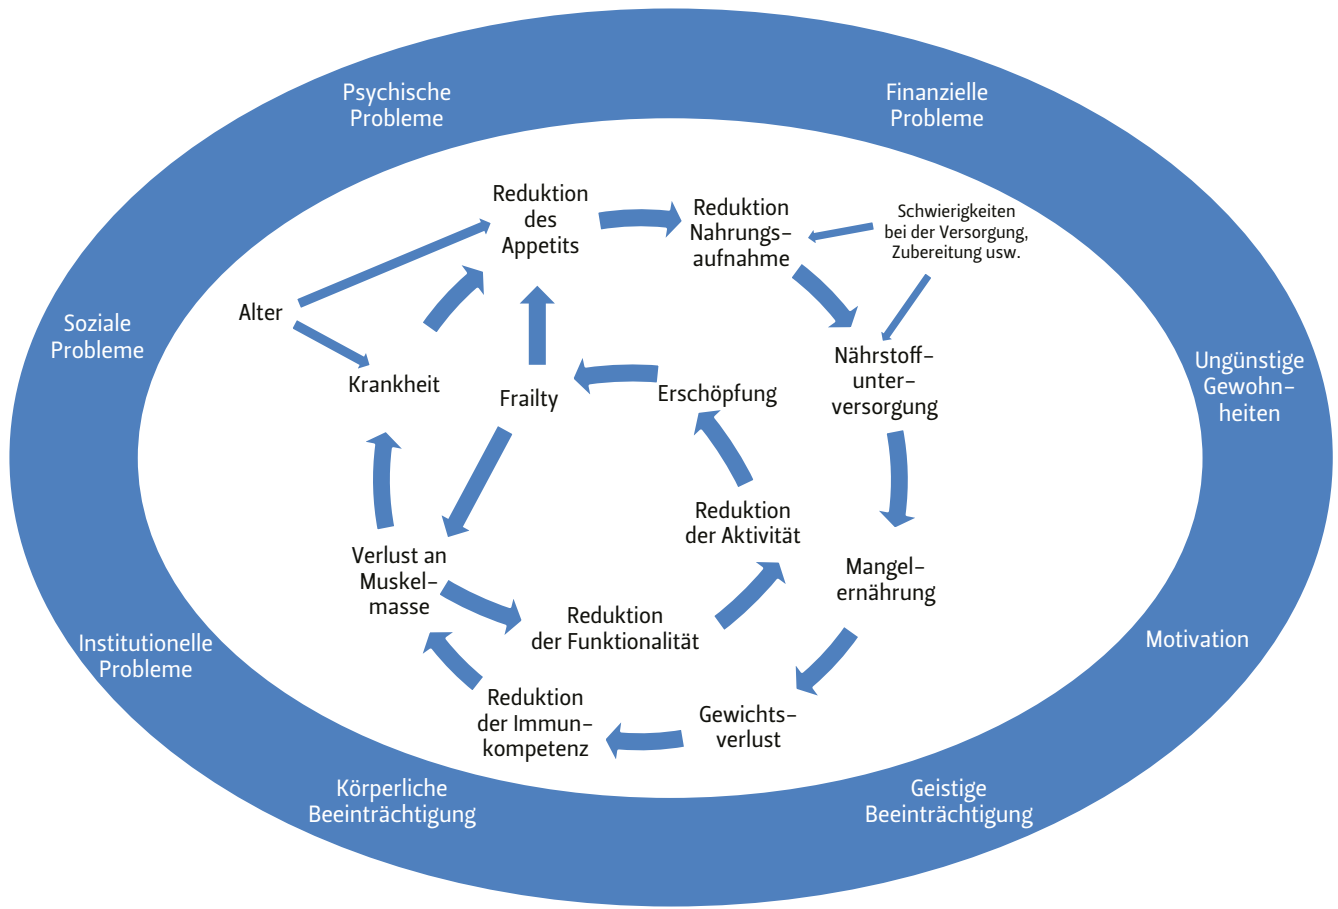 Psychische
Probleme
Finanzielle
Probleme
Reduktion
des
Appetits
Reduktion
Nahrungs–
aufnahme
Schwierigkeiten
bei der Versorgung,
Zubereitung usw.
Alter
Soziale
Probleme
Krankheit
Frailty
Erschöpfung
Nährstoff–
unter–
versorgung
Ungünstige
Gewohn–
heiten
Reduktion
der Aktivität
Verlust an
Muskel–
masse
Mangel–
ernährung
Reduktion
der Funktionalität
Institutionelle
Probleme
Motivation
Reduktion
der Immun–
kompetenz
Gewichts–
verlust
Körperliche
Beeinträchtigung
Geistige
Beeinträchtigung